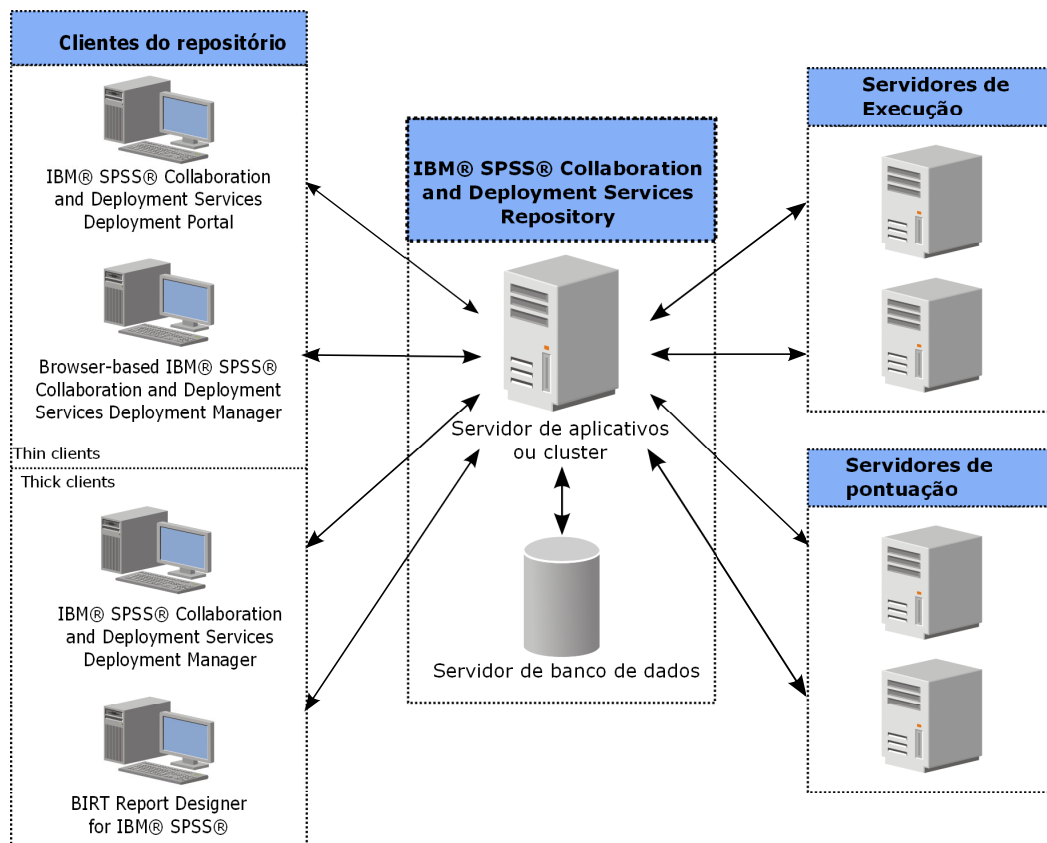 Clientes do repositório
IBM® SPSS® Collaboration
and Deployment Services
Deployment Portal
Browser-based IBM® SPSS®
Collaboration and Deployment
Services Deployment Manager
Thin clients
Thick clients
IBM® SPSS® Collaboration
and Deployment Services
Deployment Manager
BIRT Report Designer
for IBM® SPSS®
IBM® SPSS® Collaboration
and Deployment Services
Repository
Servidor de aplicativos
ou cluster
Servidor de banco de dados
Servidores de
Execução
Servidores de
pontuação